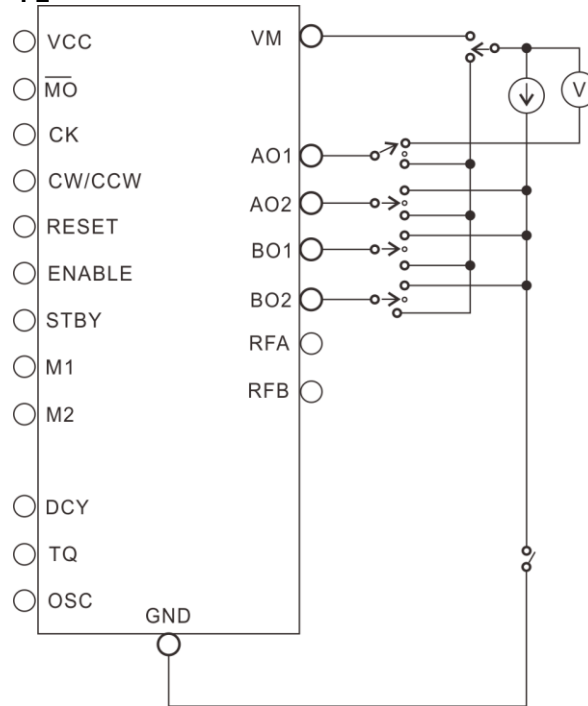 VCC
VM
M̅O̅
CK
AO1
CW/CCW
AO2
RESET
BO1
ENABLE
BO2
STBY
RFA
M1
RFB
M2
DCY
TQ
OSC
GND
V